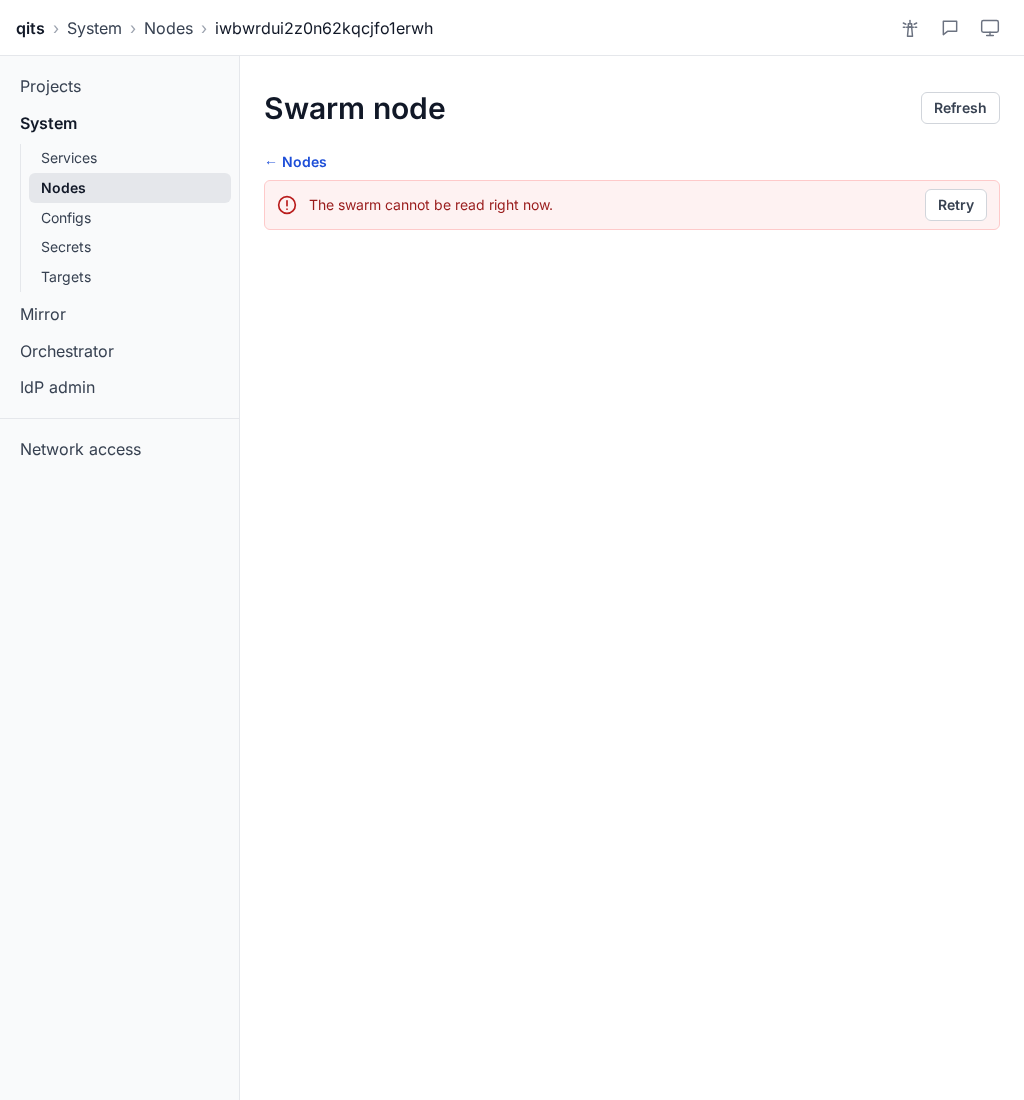 qits › System › Nodes › iwbwrdui2z0n62kqcjfo1erwh
Projects
System
Services
Nodes
Configs
Secrets
Targets
Mirror
Orchestrator
IdP admin
Network access
Swarm node
Refresh
← Nodes
The swarm cannot be read right now.
Retry